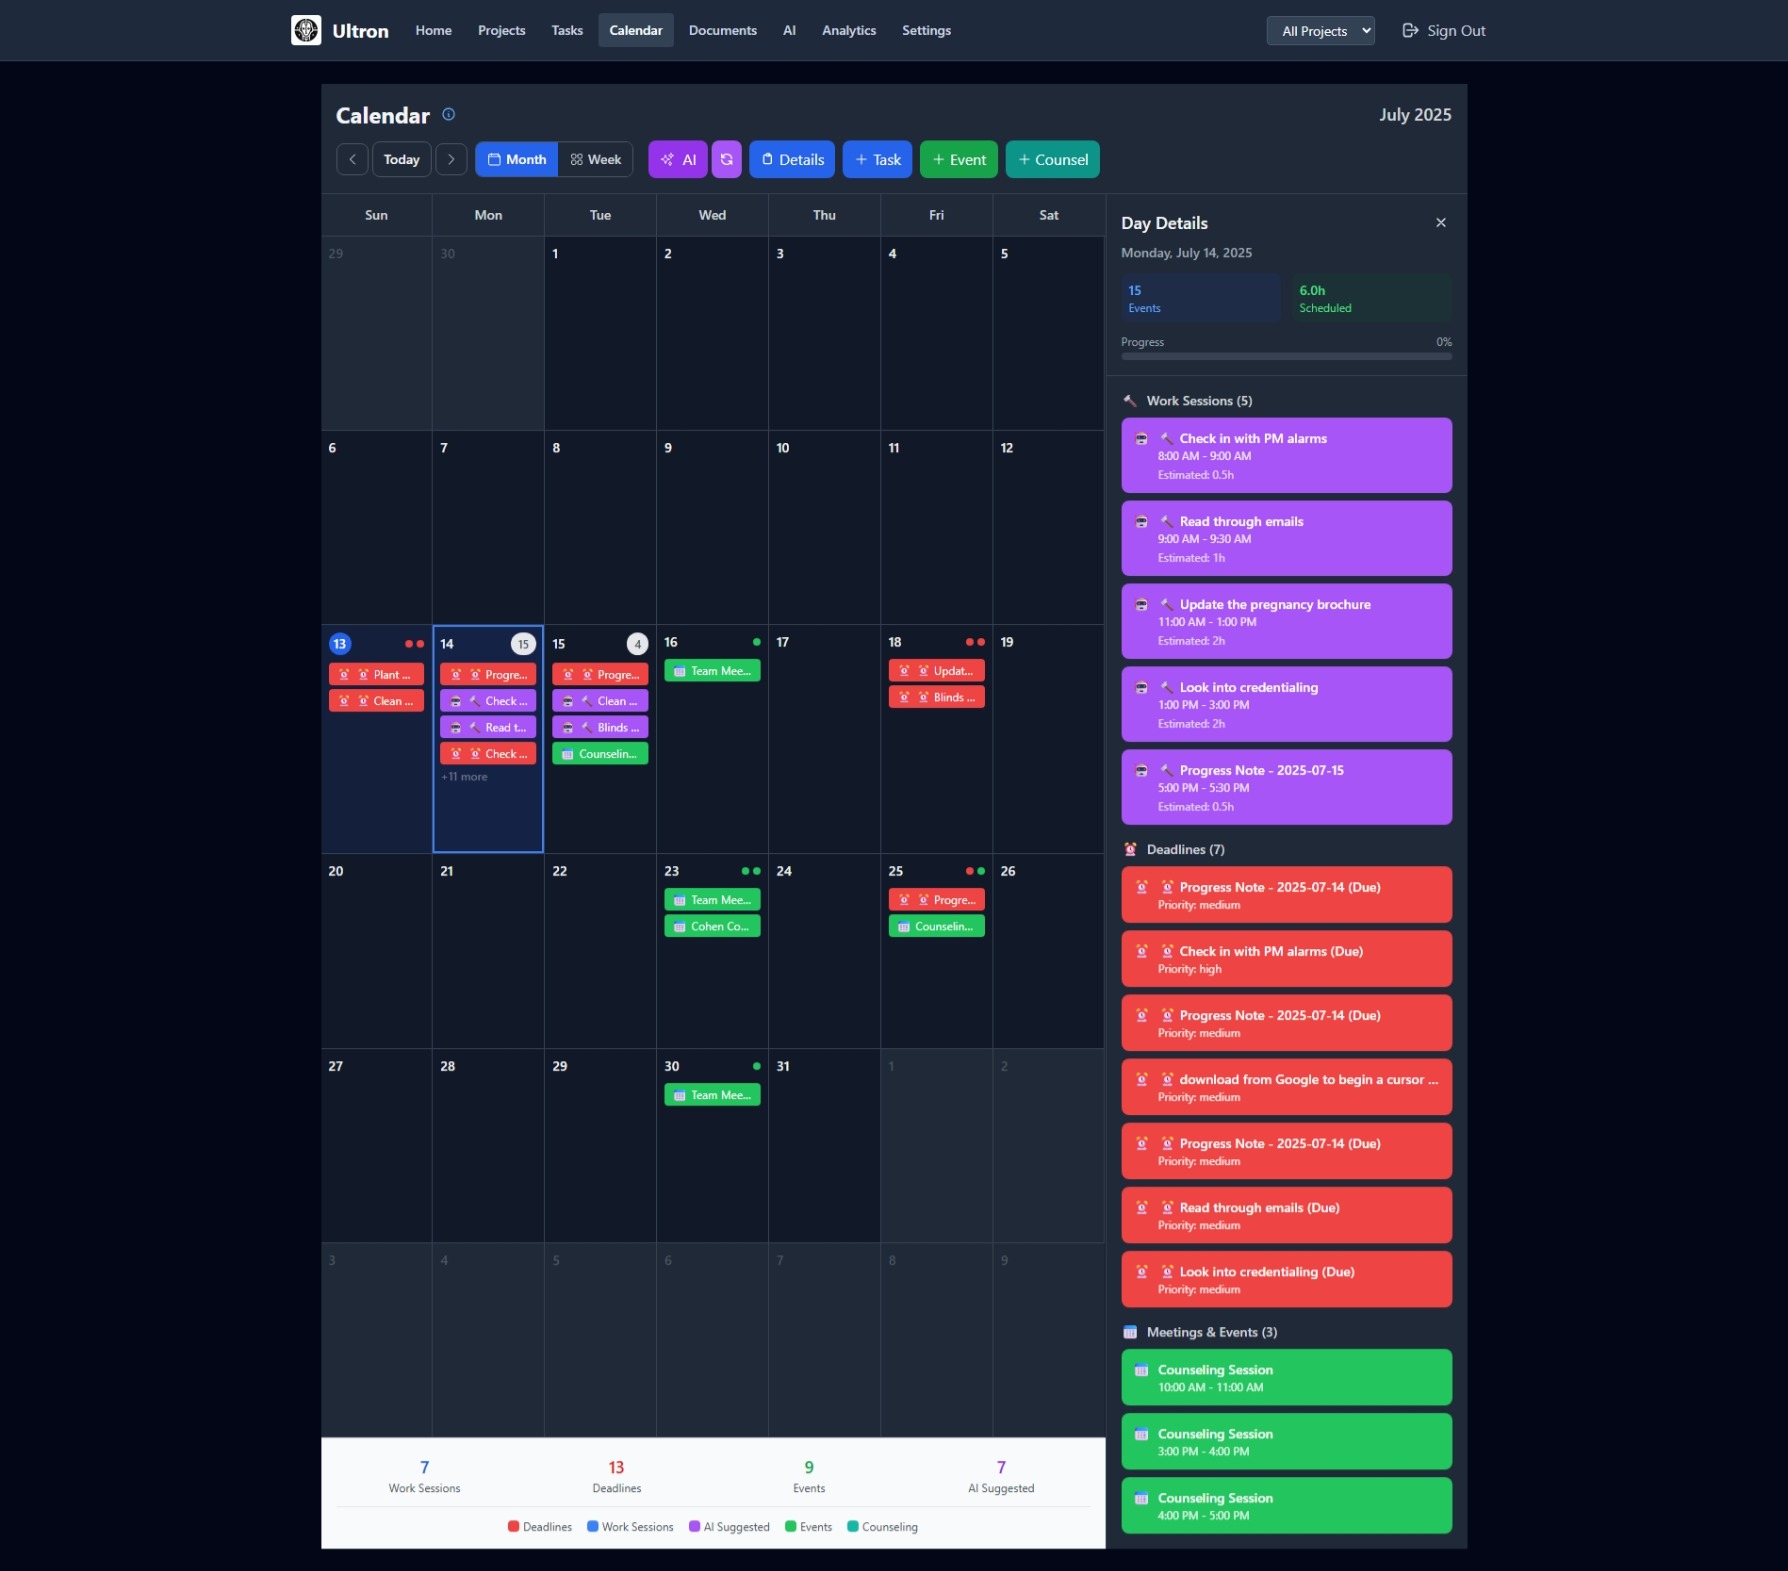 Ultron
Home
Projects
Tasks
Calendar
Documents
AI
Analytics
Settings
All Projects
Sign Out
Calendar
July 2025
Today
Month
Week
AI
Details
+ Task
+ Event
+ Counsel
Sun Mon Tue Wed Thu Fri Sat
29 30 1 2 3 4 5
6 7 8 9 10 11 12
13
Plant ...
Clean ...
14 15
Progre...
Check ...
Read t...
Check ...
+11 more
15 4
Progre...
Clean ...
Blinds ...
Counselin...
16
Team Mee...
17
18
Updat...
Blinds ...
19
20 21 22
23
Team Mee...
Cohen Co...
24
25
Progre...
Counselin...
26
27 28 29
30
Team Mee...
31 1 2
3 4 5 6 7 8 9
7
Work Sessions
13
Deadlines
9
Events
7
AI Suggested
Deadlines
Work Sessions
AI Suggested
Events
Counseling
Day Details
Monday, July 14, 2025
15
Events
6.0h
Scheduled
Progress 0%
Work Sessions (5)
Check in with PM alarms
8:00 AM - 9:00 AM
Estimated: 0.5h
Read through emails
9:00 AM - 9:30 AM
Estimated: 1h
Update the pregnancy brochure
11:00 AM - 1:00 PM
Estimated: 2h
Look into credentialing
1:00 PM - 3:00 PM
Estimated: 2h
Progress Note - 2025-07-15
5:00 PM - 5:30 PM
Estimated: 0.5h
Deadlines (7)
Progress Note - 2025-07-14 (Due)
Priority: medium
Check in with PM alarms (Due)
Priority: high
Progress Note - 2025-07-14 (Due)
Priority: medium
download from Google to begin a cursor ...
Priority: medium
Progress Note - 2025-07-14 (Due)
Priority: medium
Read through emails (Due)
Priority: medium
Look into credentialing (Due)
Priority: medium
Meetings & Events (3)
Counseling Session
10:00 AM - 11:00 AM
Counseling Session
3:00 PM - 4:00 PM
Counseling Session
4:00 PM - 5:00 PM